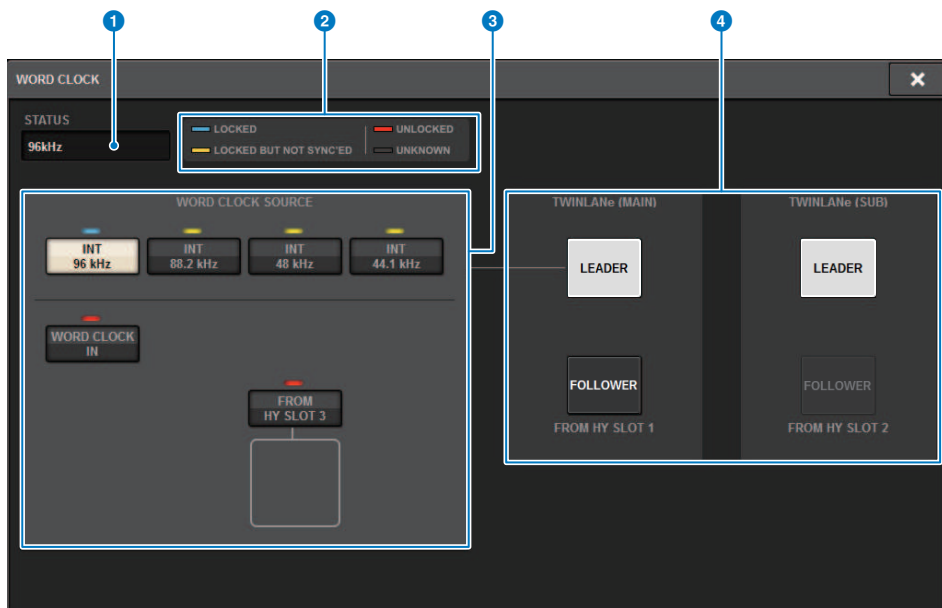 1 2 3 4
WORD CLOCK
STATUS
96kHz
LOCKED
UNLOCKED
LOCKED BUT NOT SYNC'ED
UNKNOWN
WORD CLOCK SOURCE
INT
96 kHz
INT
88.2 kHz
INT
48 kHz
INT
44.1 kHz
WORD CLOCK
IN
FROM
HY SLOT 3
TWINLANe (MAIN)
LEADER
FOLLOWER
FROM HY SLOT 1
TWINLANe (SUB)
LEADER
FOLLOWER
FROM HY SLOT 2